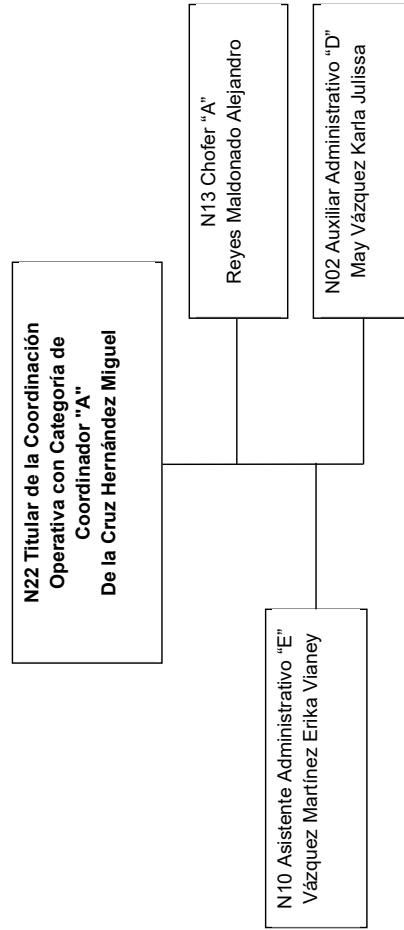 N22 Titular de la Coordinación
Operativa con Categoría de
Coordinador "A"
De la Cruz Hernández Miguel
N13 Chofer “A”
Reyes Maldonado Alejandro
N10 Asistente Administrativo “E”
Vázquez Martínez Erika Vianey
N02 Auxiliar Administrativo “D”
May Vázquez Karla Julissa